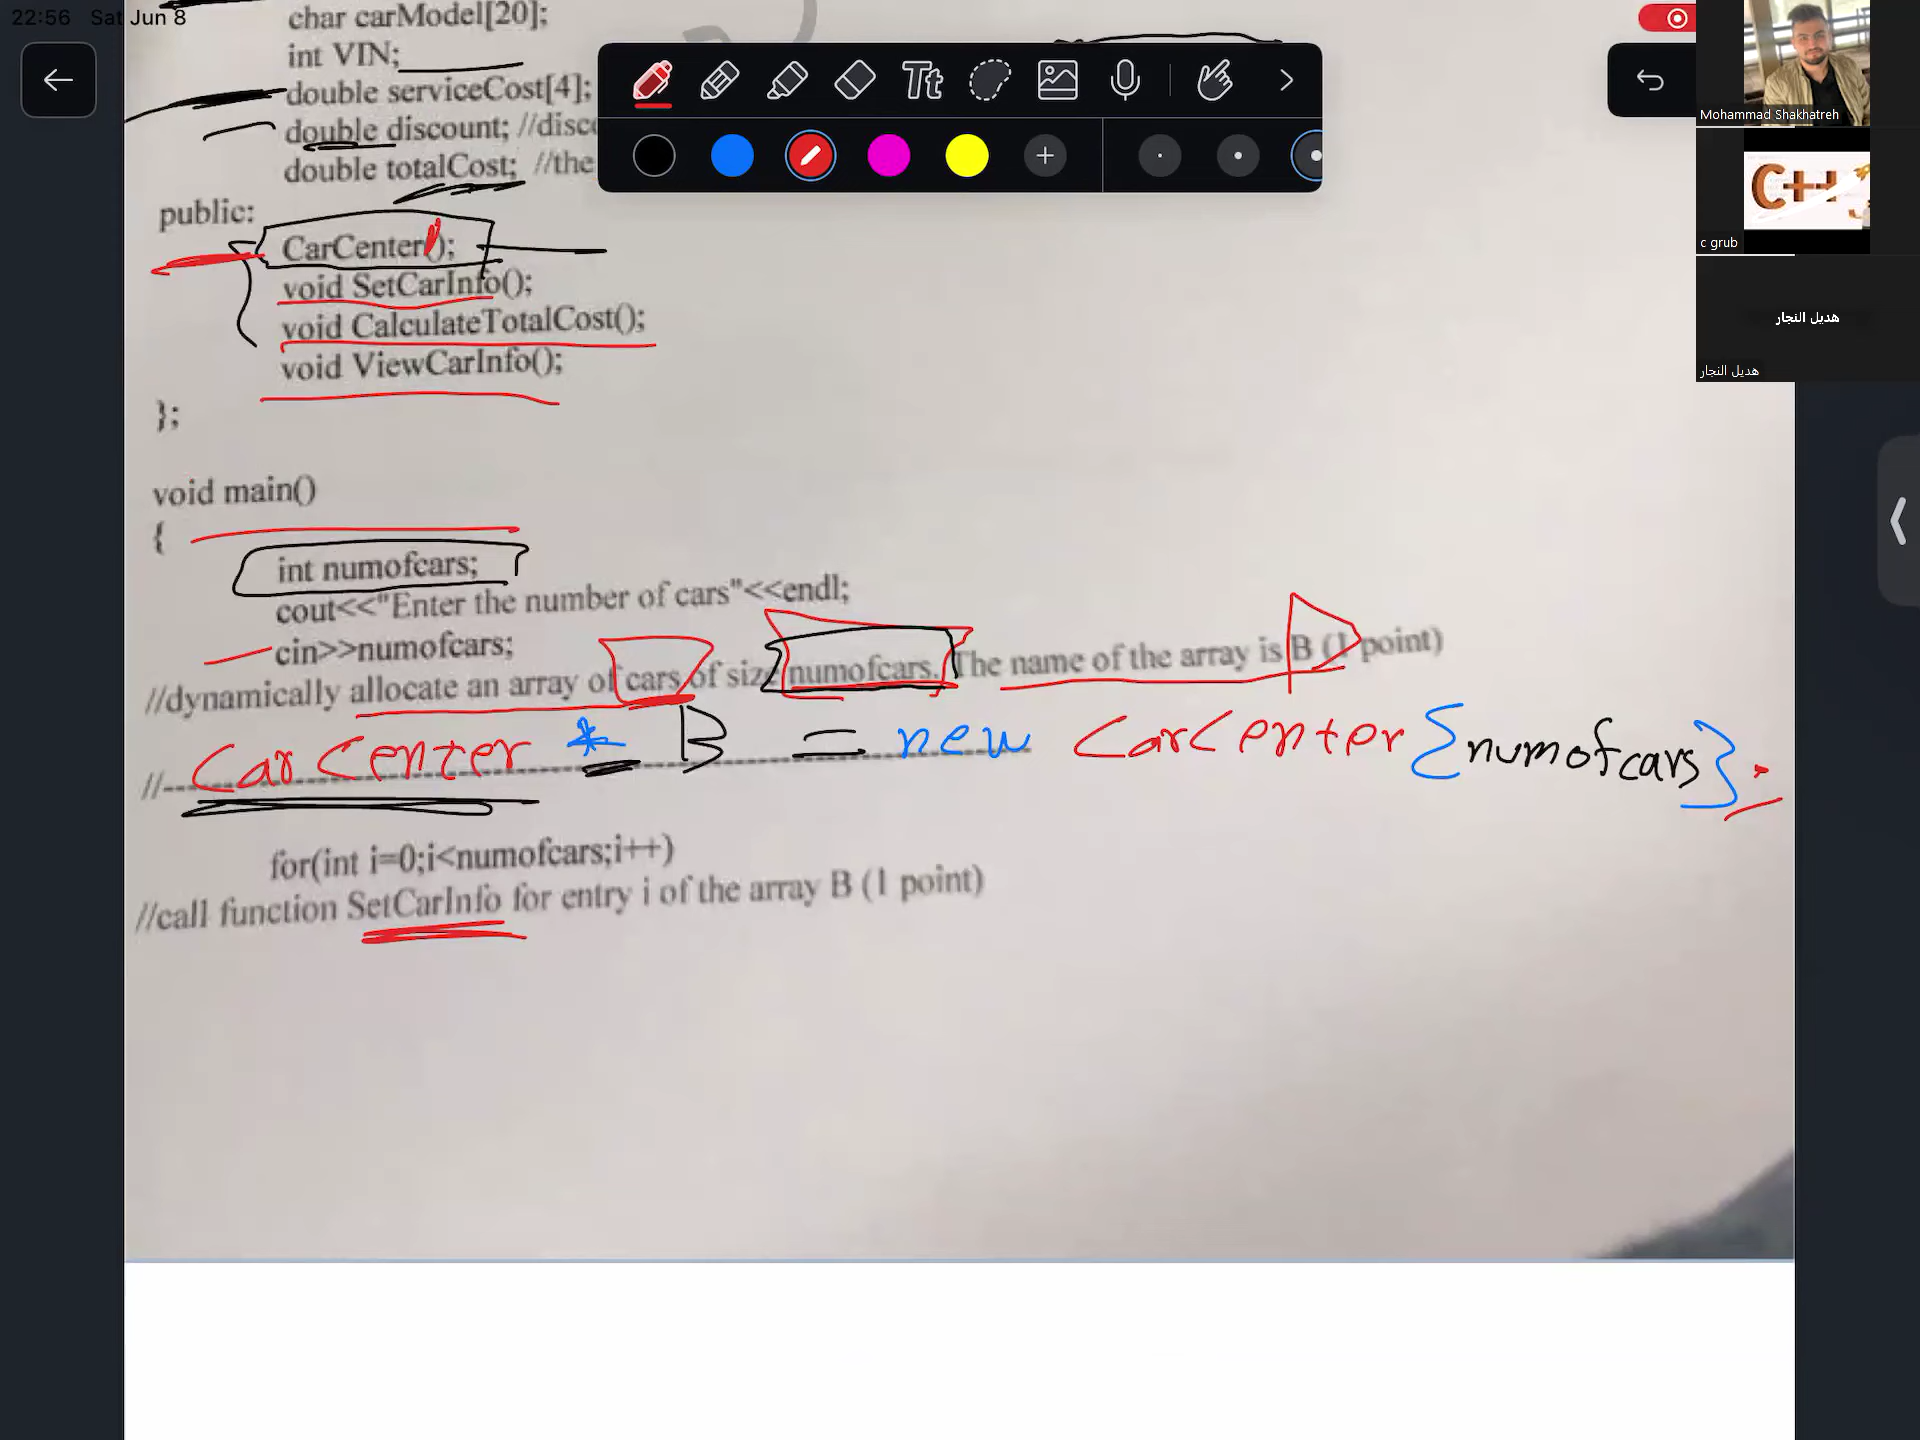 22:56 Sat Jun 8
char carModel[20];
int VIN;
double serviceCost[4];
double discount; //disc
double totalCost; //the
public:
CarCenter();
void SetCarInfo();
void CalculateTotalCost();
void ViewCarInfo();
};
void main()
{
int numofcars;
cout<<"Enter the number of cars"<<endl;
cin>>numofcars;
//dynamically allocate an array of cars of size numofcars. The name of the array is B (1 point)
//---- CarCenter * B = new CarCenter {numofcars};
for(int i=0;i<numofcars;i++)
//call function SetCarInfo for entry i of the array B (1 point)
Tt
Mohammad Shakhatreh
C++
c grub
هديل النجار
هديل النجار